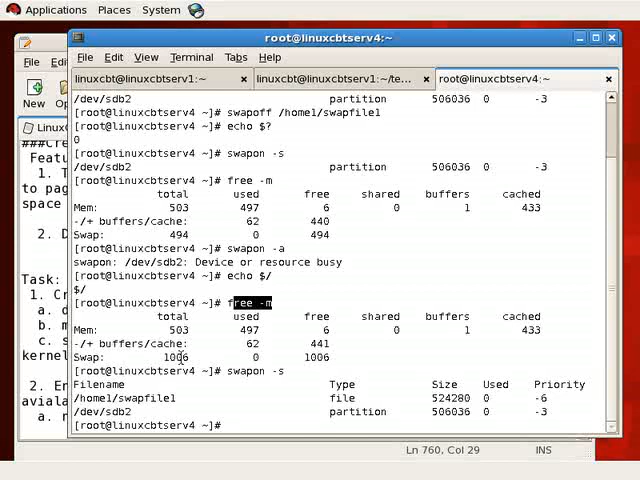 Applications Places System
root@linuxcbtserv4:~
File Edit View Terminal Tabs Help
linuxcbt@linuxcbtserv1:~ linuxcbt@linuxcbtserv1:~/te... root@linuxcbtserv4:~
/dev/sdb2 partition 506036 0 -3
[root@linuxcbtserv4 ~]# swapoff /home1/swapfile1
[root@linuxcbtserv4 ~]# echo $?
0
[root@linuxcbtserv4 ~]# swapon -s
/dev/sdb2 partition 506036 0 -3
[root@linuxcbtserv4 ~]# free -m
total used free shared buffers cached
Mem: 503 497 6 0 1 433
-/+ buffers/cache: 62 440
Swap: 494 0 494
[root@linuxcbtserv4 ~]# swapon -a
swapon: /dev/sdb2: Device or resource busy
[root@linuxcbtserv4 ~]# echo $/
$/
[root@linuxcbtserv4 ~]# free -m
total used free shared buffers cached
Mem: 503 497 6 0 1 433
-/+ buffers/cache: 62 441
Swap: 1006 0 1006
[root@linuxcbtserv4 ~]# swapon -s
Filename Type Size Used Priority
/home1/swapfile1 file 524280 0 -6
/dev/sdb2 partition 506036 0 -3
[root@linuxcbtserv4 ~]#
File
New
Linux
###Cre
Featu
1. T
to pag
space
2. D
Task:
1. Cr
a. d
b. m
c. s
kernel
2. En
avialab
a. r
Ln 760, Col 29 INS